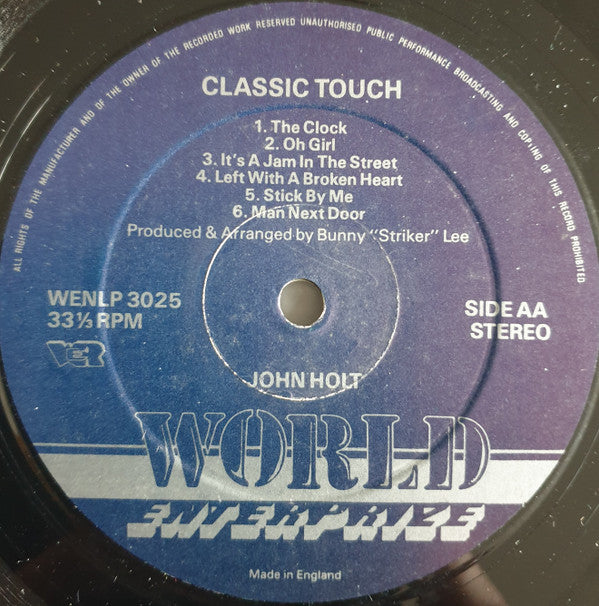 ALL RIGHTS OF THE MANUFACTURER AND OF THE OWNER OF THE RECORDED WORK RESERVED UNAUTHORISED PUBLIC PERFORMANCE BROADCASTING AND COPYING OF THIS RECORD PROHIBITED
CLASSIC TOUCH
1. The Clock
2. Oh Girl
3. It's A Jam In The Street
4. Left With A Broken Heart
5. Stick By Me
6. Man Next Door
Produced & Arranged by Bunny "Striker" Lee
WENLP 3025
33⅓ RPM
SIDE AA
STEREO
JOHN HOLT
WORLD
ENTERPRIZE
Made in England